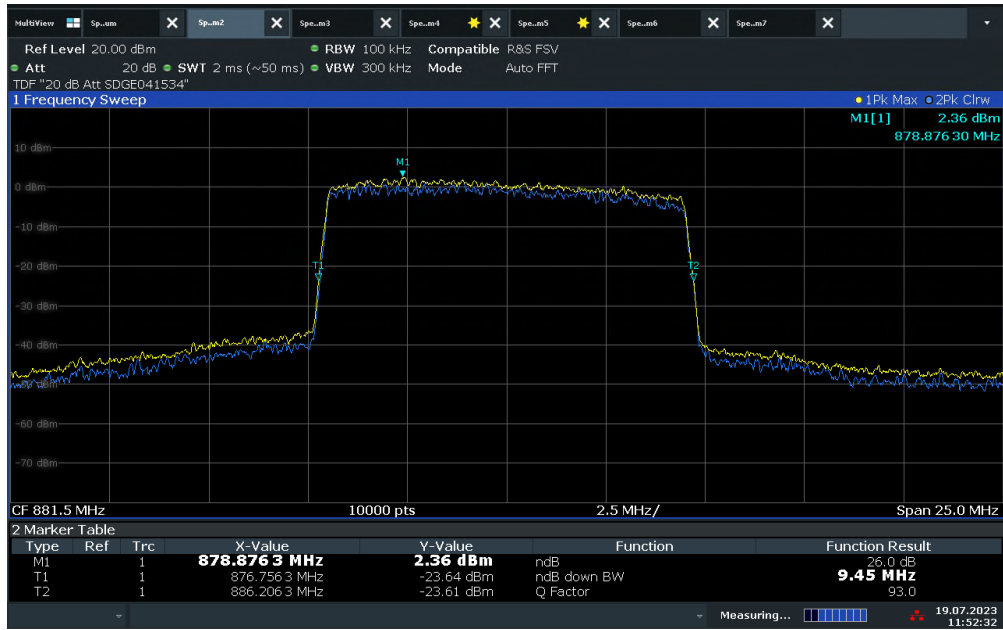 MultiView Sp..um Sp..m2 Spe..m3 Spe..m4 Spe..m5 Spe..m6 Spe..m7
Ref Level 20.00 dBm RBW 100 kHz Compatible R&S FSV
Att 20 dB SWT 2 ms (~50 ms) VBW 300 kHz Mode Auto FFT
TDF "20 dB Att SDGE041534"
1 Frequency Sweep 1Pk Max 2Pk Clrw
M1[1] 2.36 dBm
878.876 30 MHz
10 dBm
M1
0 dBm
-10 dBm
-20 dBm T1 T2
-30 dBm
-40 dBm
-50 dBm
-60 dBm
-70 dBm
CF 881.5 MHz 10000 pts 2.5 MHz/ Span 25.0 MHz
2 Marker Table
Type Ref Trc X-Value Y-Value Function Function Result
M1 1 878.876 3 MHz 2.36 dBm ndB 26.0 dB
T1 1 876.756 3 MHz -23.64 dBm ndB down BW 9.45 MHz
T2 1 886.206 3 MHz -23.61 dBm Q Factor 93.0
Measuring... 19.07.2023
11:52:32